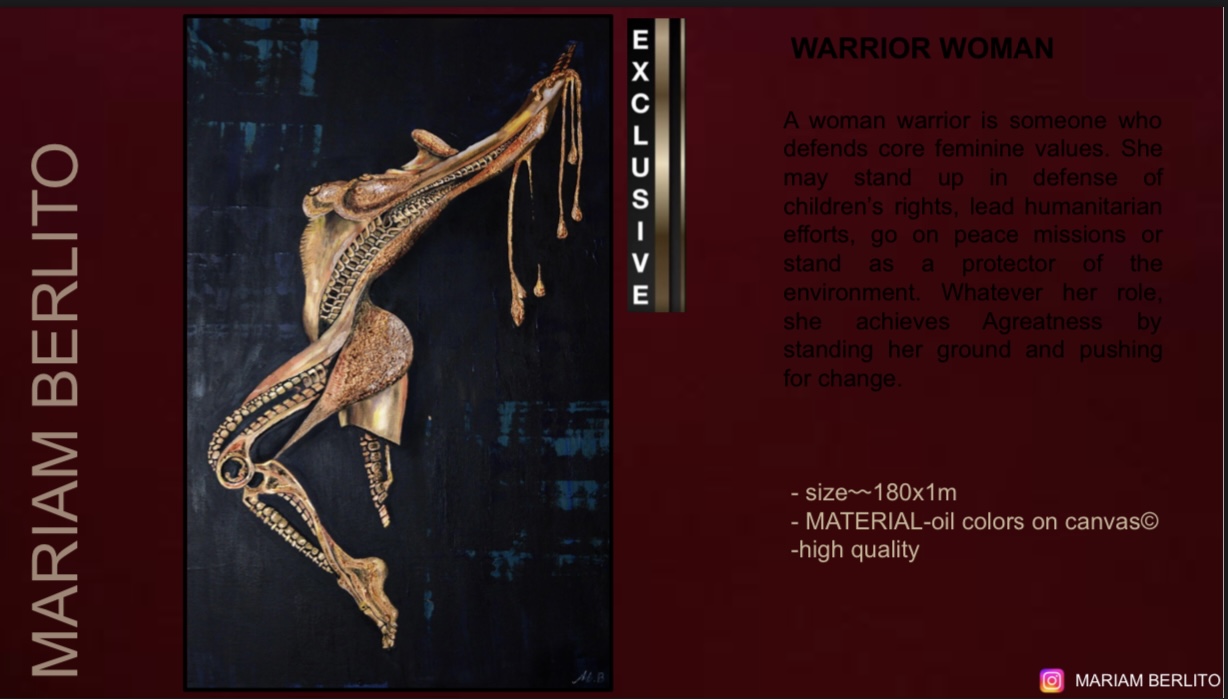 MARIAM BERLITO
EXCLUSIVE
WARRIOR WOMAN
A woman warrior is someone who
defends core feminine values. She
may stand up in defense of
children's rights, lead humanitarian
efforts, go on peace missions or
stand as a protector of the
environment. Whatever her role,
she achieves Agreatness by
standing her ground and pushing
for change.
- size~~180x1m
- MATERIAL-oil colors on canvas©
-high quality
MARIAM BERLITO